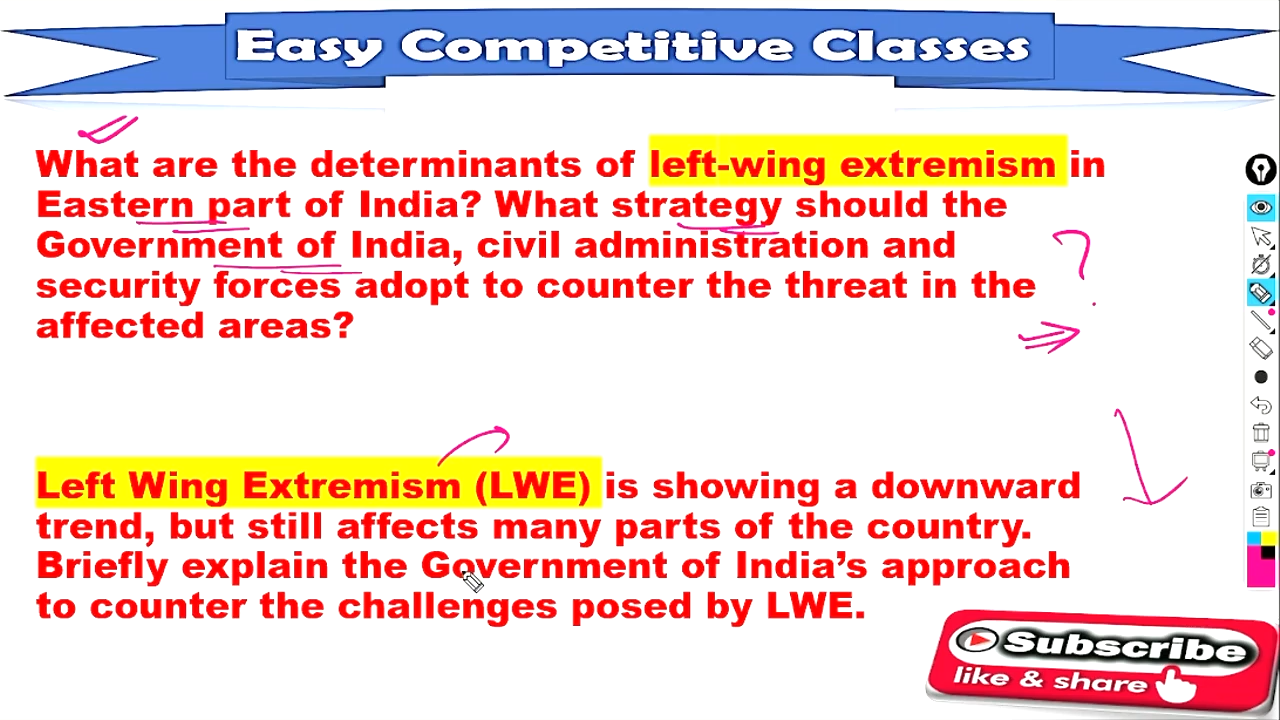 Easy Competitive Classes
What are the determinants of left-wing extremism in
Eastern part of India? What strategy should the
Government of India, civil administration and
security forces adopt to counter the threat in the
affected areas?
Left Wing Extremism (LWE) is showing a downward
trend, but still affects many parts of the country.
Briefly explain the Government of India’s approach
to counter the challenges posed by LWE.
Subscribe
like & share